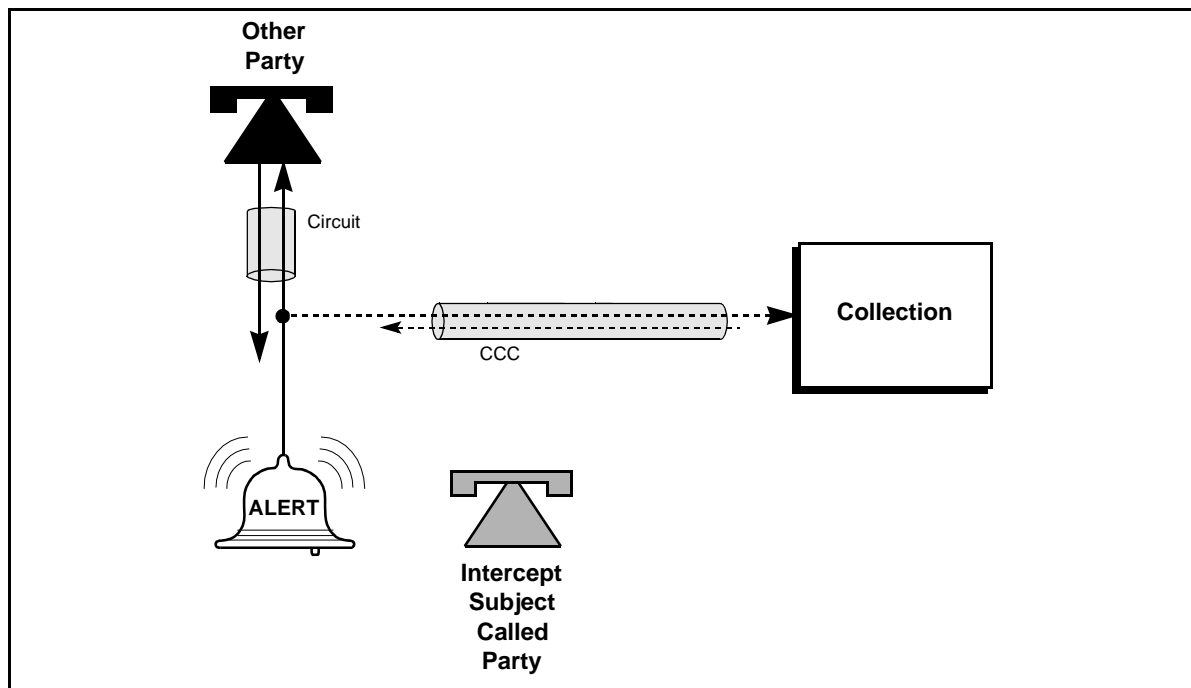 Other
Party
Circuit
Collection
CCC
ALERT
Intercept
Subject
Called
Party